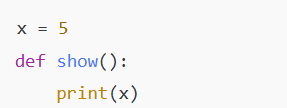 x = 5
def show():
    print(x)